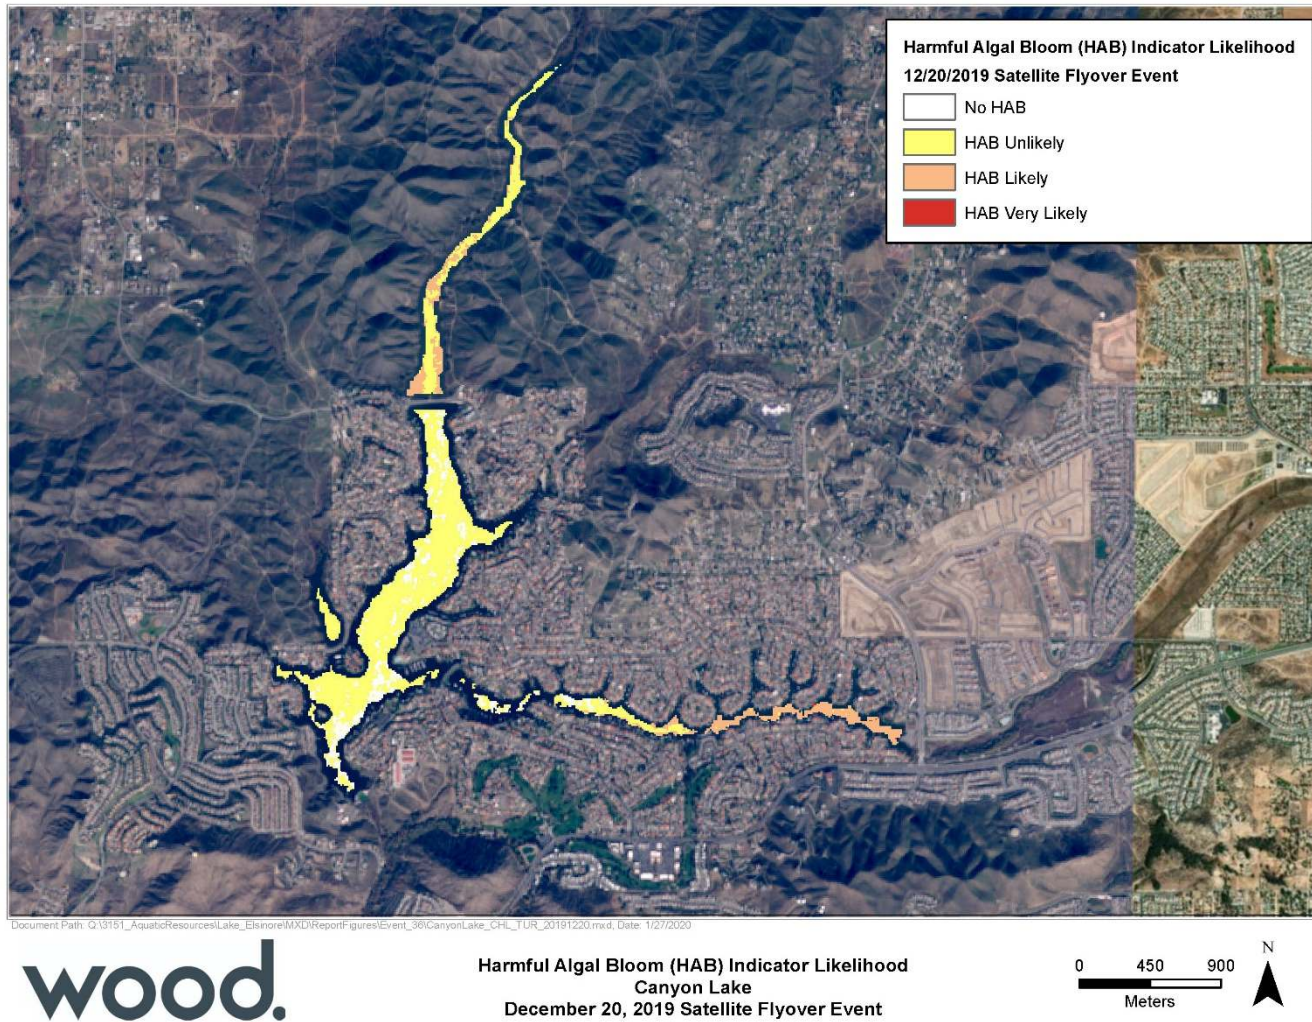 Harmful Algal Bloom (HAB) Indicator Likelihood
12/20/2019 Satellite Flyover Event
No HAB
HAB Unlikely
HAB Likely
HAB Very Likely
Document Path: Q:\3151_AquaticResources\Lake_Elsinore\MXD\ReportFigures\Event_36\CanyonLake_CHL_TUR_20191220.mxd, Date: 1/27/2020
wood.
Harmful Algal Bloom (HAB) Indicator Likelihood
Canyon Lake
December 20, 2019 Satellite Flyover Event
0 450 900
Meters
N